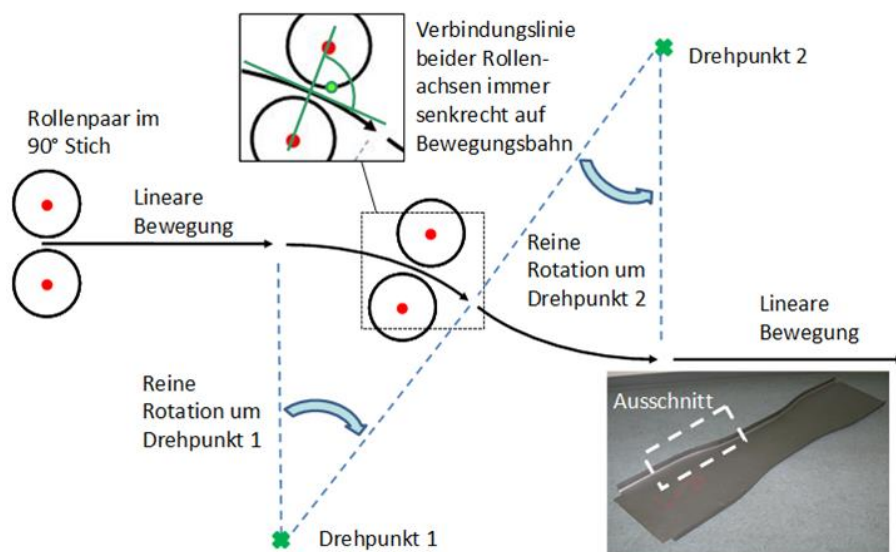 Verbindungslinie
beider Rollen-
achsen immer
senkrecht auf
Bewegungsbahn
Drehpunkt 2
Rollenpaar im
90° Stich
Lineare
Bewegung
Reine
Rotation um
Drehpunkt 2
Lineare
Bewegung
Reine
Rotation um
Drehpunkt 1
Ausschnitt
Drehpunkt 1